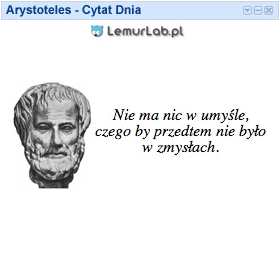 Arystoteles - Cytat Dnia
LemurLab.pl
Nie ma nic w umyśle,
czego by przedtem nie było
w zmysłach.